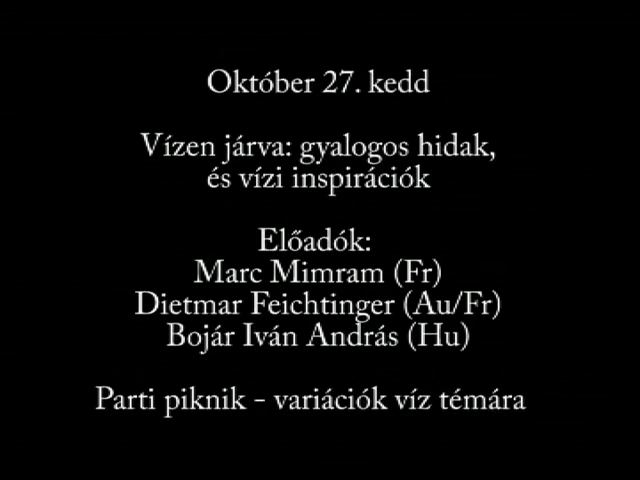 Október 27. kedd
Vízen járva: gyalogos hidak,
és vízi inspirációk
Előadók:
Marc Mimram (Fr)
Dietmar Feichtinger (Au/Fr)
Bojár Iván András (Hu)
Parti piknik - variációk víz témára